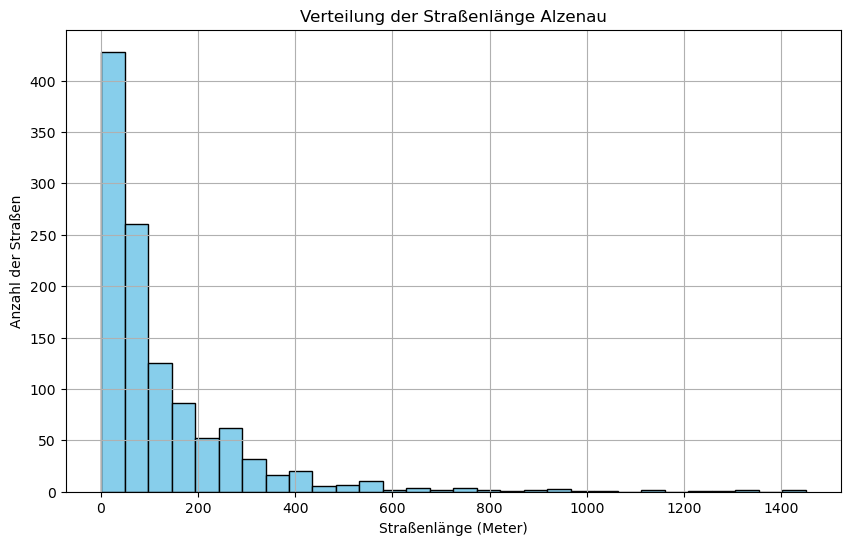 Verteilung der Straßenlänge Alzenau
Anzahl der Straßen
400
350
300
250
200
150
100
50
0
0 200 400 600 800 1000 1200 1400
Straßenlänge (Meter)